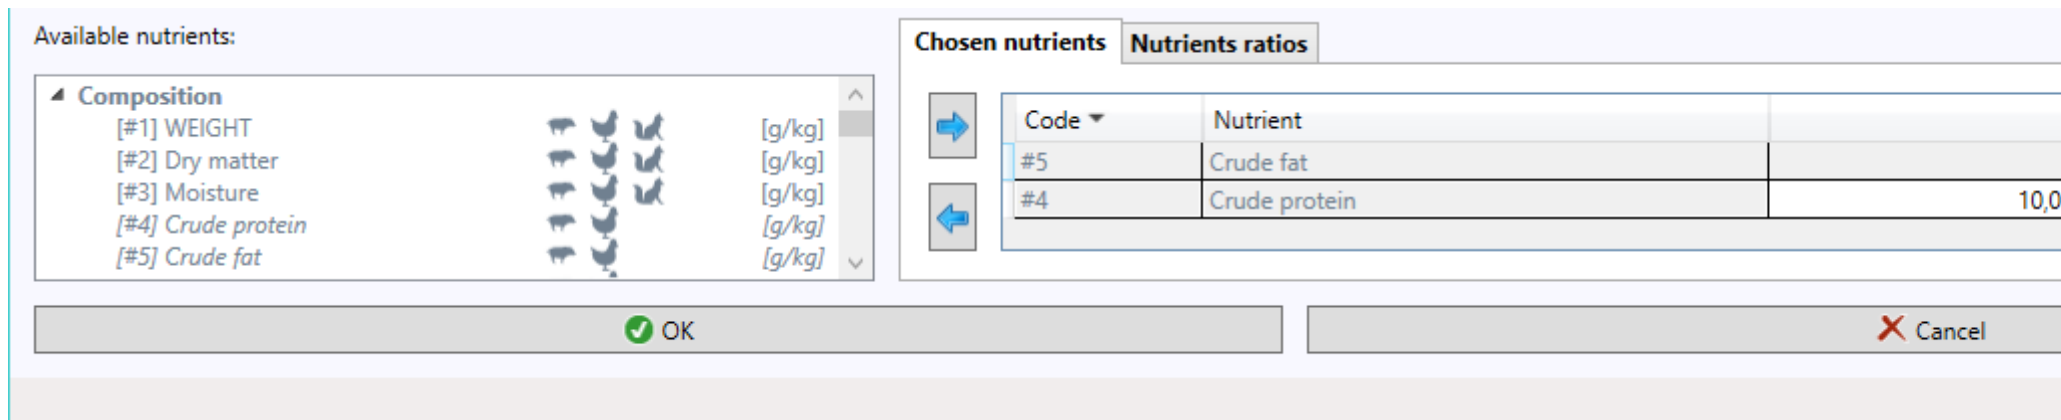 Available nutrients:
Composition
[#1] WEIGHT [g/kg]
[#2] Dry matter [g/kg]
[#3] Moisture [g/kg]
[#4] Crude protein [g/kg]
[#5] Crude fat [g/kg]
Chosen nutrients Nutrients ratios
Code Nutrient
#5 Crude fat
#4 Crude protein 10,0
OK Cancel